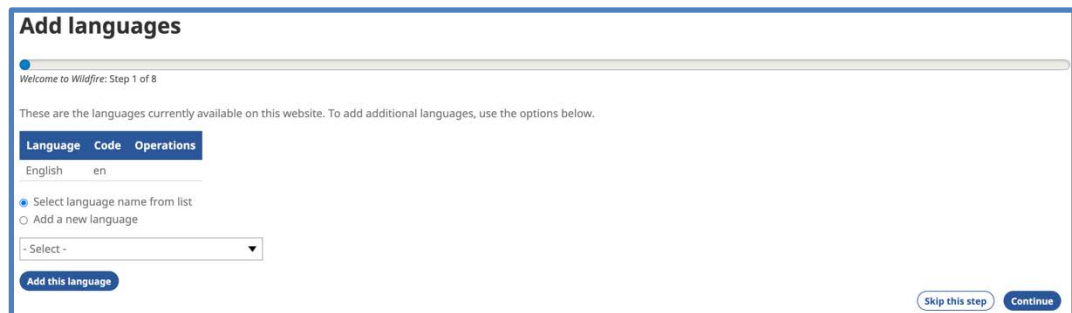 Add languages
Welcome to Wildfire: Step 1 of 8
These are the languages currently available on this website. To add additional languages, use the options below.
Language Code Operations
English en
Select language name from list
Add a new language
- Select -
Add this language
Skip this step Continue